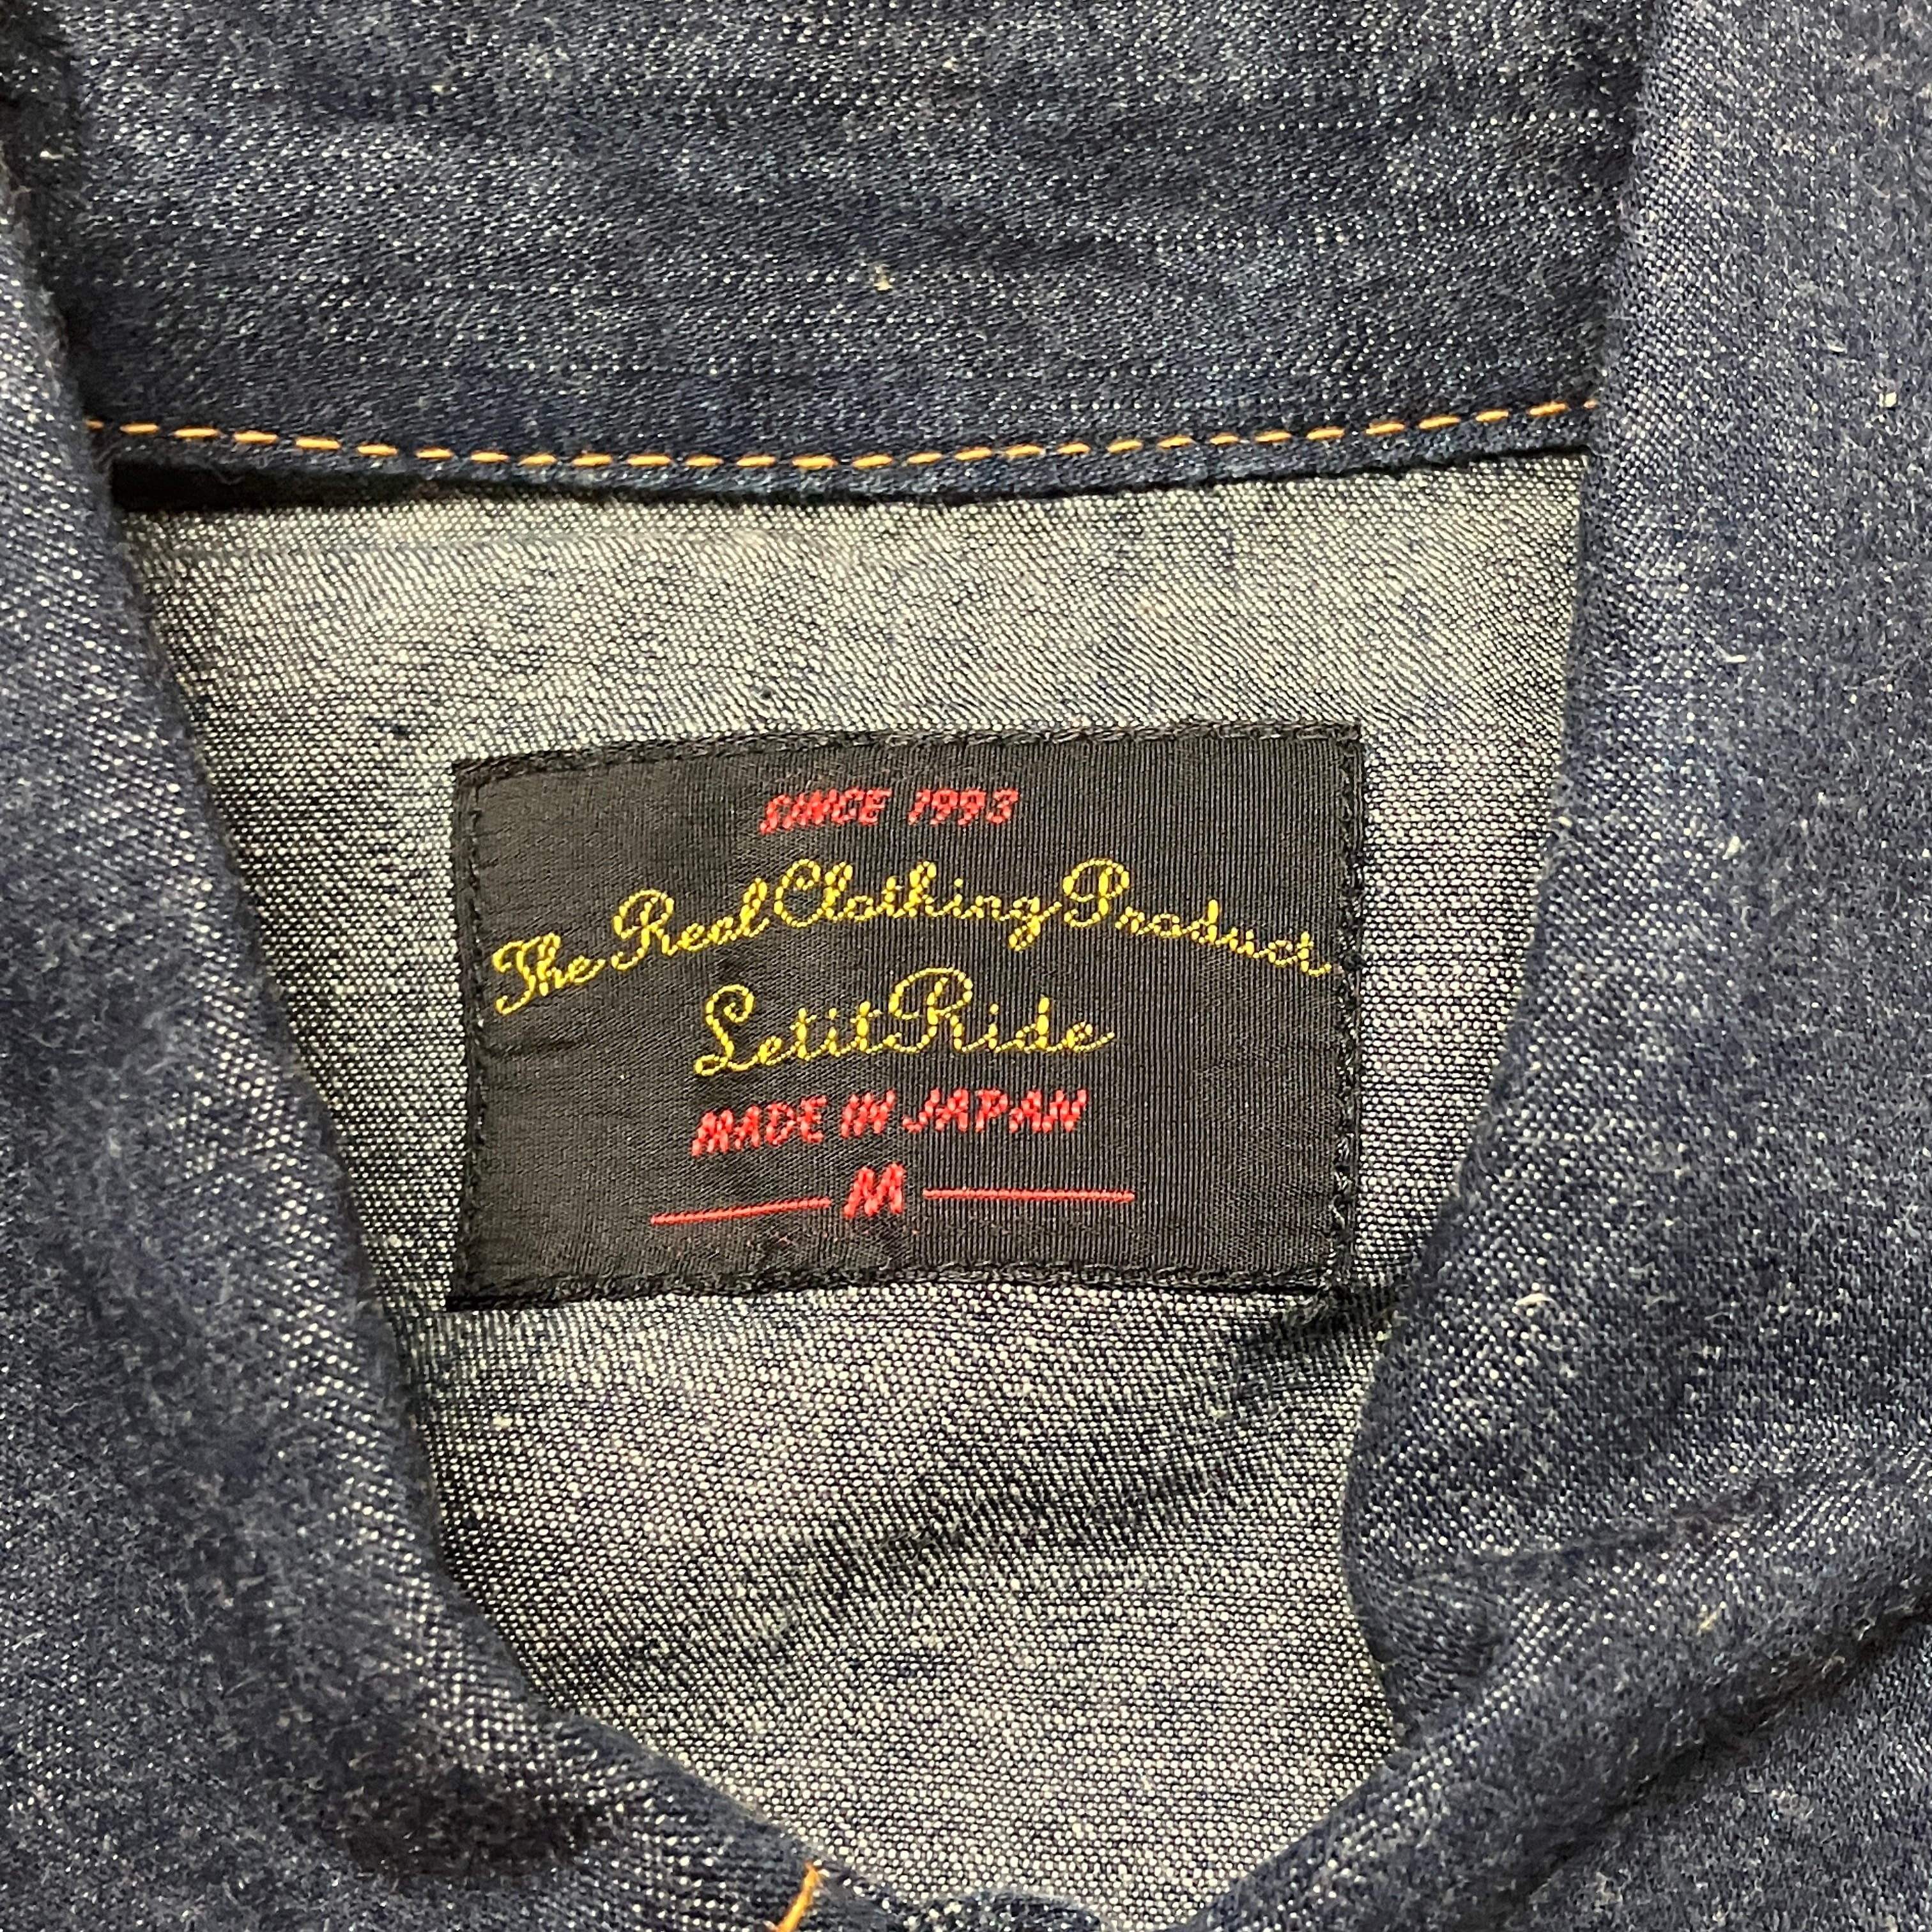 SINCE 1993
The Real Clothing Product
LetitRide
MADE IN JAPAN
M